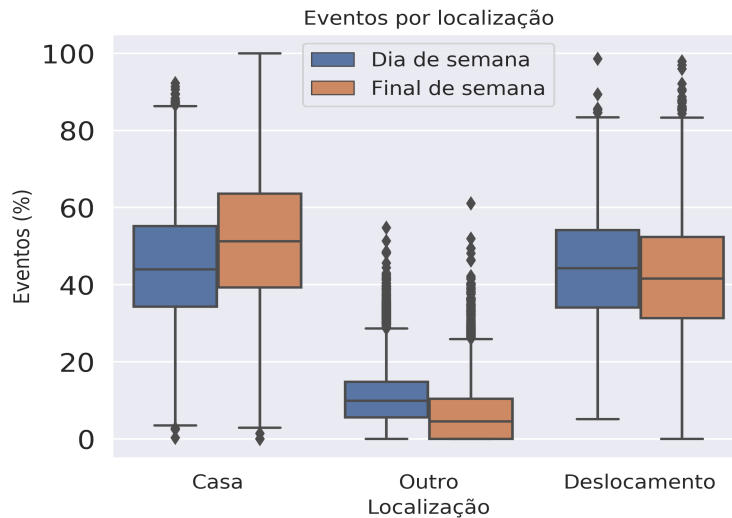 Eventos por localização
Dia de semana
Final de semana
Eventos (%)
100
80
60
40
20
0
Casa
Outro
Deslocamento
Localização